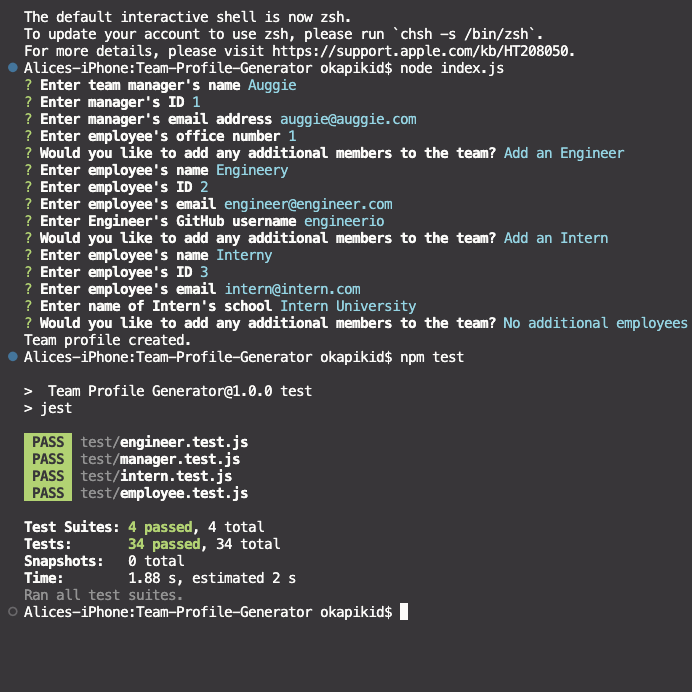 The default interactive shell is now zsh.
To update your account to use zsh, please run `chsh -s /bin/zsh`.
For more details, please visit https://support.apple.com/kb/HT208050.
Alices-iPhone:Team-Profile-Generator okapikid$ node index.js
? Enter team manager's name Auggie
? Enter manager's ID 1
? Enter manager's email address auggie@auggie.com
? Enter employee's office number 1
? Would you like to add any additional members to the team? Add an Engineer
? Enter employee's name Engineery
? Enter employee's ID 2
? Enter employee's email engineer@engineer.com
? Enter Engineer's GitHub username engineerio
? Would you like to add any additional members to the team? Add an Intern
? Enter employee's name Interny
? Enter employee's ID 3
? Enter employee's email intern@intern.com
? Enter name of Intern's school Intern University
? Would you like to add any additional members to the team? No additional employees
Team profile created.
Alices-iPhone:Team-Profile-Generator okapikid$ npm test
>  Team Profile Generator@1.0.0 test
> jest
PASS test/engineer.test.js
PASS test/manager.test.js
PASS test/intern.test.js
PASS test/employee.test.js
Test Suites: 4 passed, 4 total
Tests:       34 passed, 34 total
Snapshots:   0 total
Time:        1.88 s, estimated 2 s
Ran all test suites.
Alices-iPhone:Team-Profile-Generator okapikid$